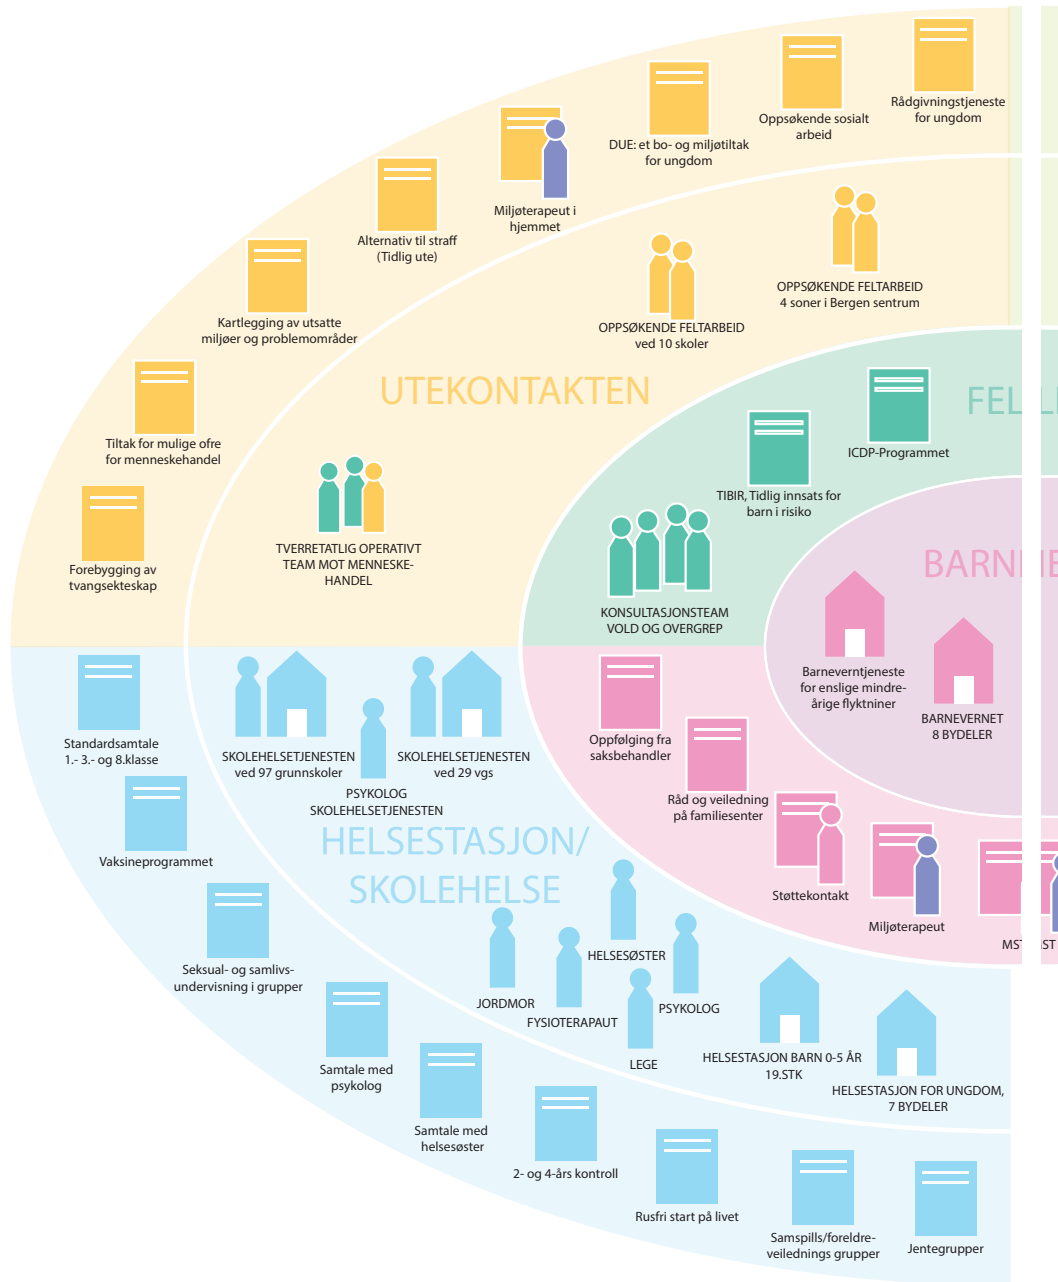 Rådgivningstjeneste
for ungdom
Oppsøkende sosialt
arbeid
DUE: et bo- og miljøtiltak
for ungdom
Miljøterapeut i
hjemmet
Alternativ til straff
(Tidlig ute)
Kartlegging av utsatte
miljøer og problemområder
Tiltak for mulige ofre
for menneskehandel
Forebygging av
tvangsekteskap
OPPSØKENDE FELTARBEID
4 soner i Bergen sentrum
OPPSØKENDE FELTARBEID
ved 10 skoler
UTEKONTAKTEN
TVERRETATLIG OPERATIVT
TEAM MOT MENNESKE-
HANDEL
FEL
ICDP-Programmet
TIBIR, Tidlig innsats for
barn i risiko
KONSULTASJONSTEAM
VOLD OG OVERGREP
BARN
Barneverntjeneste
for enslige mindre-
årige flyktniner
BARNEVERNET
8 BYDELER
Oppfølging fra
saksbehandler
Råd og veiledning
på familiesenter
Støttekontakt
Miljøterapeut
MST
IST
Standardsamtale
1.- 3.- og 8.klasse
SKOLEHELSETJENESTEN
ved 97 grunnskoler
SKOLEHELSETJENESTEN
ved 29 vgs
PSYKOLOG
SKOLEHELSETJENESTEN
HELSESTASJON/
SKOLEHELSE
Vaksineprogrammet
Seksual- og samlivs-
undervisning i grupper
Samtale med
psykolog
Samtale med
helsesøster
2- og 4-års kontroll
Rusfri start på livet
Samspills/foreldre-
veilednings grupper
Jentegrupper
HELSESØSTER
JORDMOR
FYSIOTERAPAUT
PSYKOLOG
LEGE
HELSESTASJON BARN 0-5 ÅR
19.STK
HELSESTASJON FOR UNGDOM,
7 BYDELER